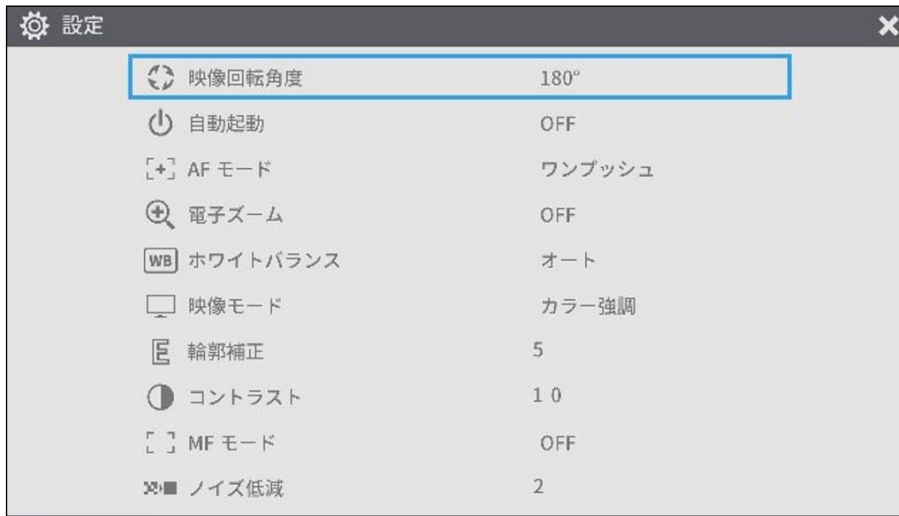 設定
映像回転角度 180°
自動起動 OFF
AF モード ワンプッシュ
電子ズーム OFF
WB ホワイトバランス オート
映像モード カラー強調
輪郭補正 5
コントラスト 1 0
MF モード OFF
ノイズ低減 2